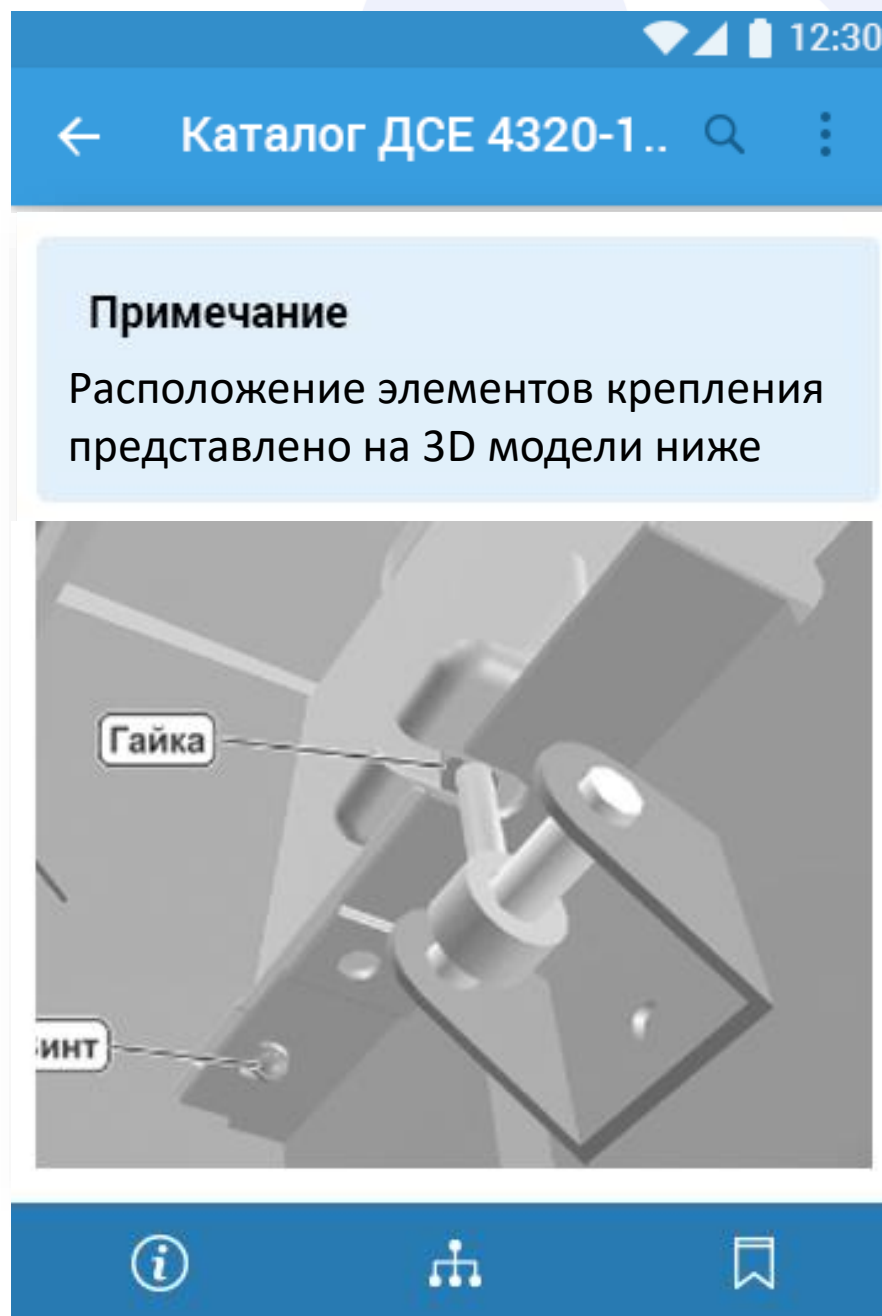 12:30
Каталог ДСЕ 4320-1..
Примечание
Расположение элементов крепления
представлено на 3D модели ниже
Гайка
инт